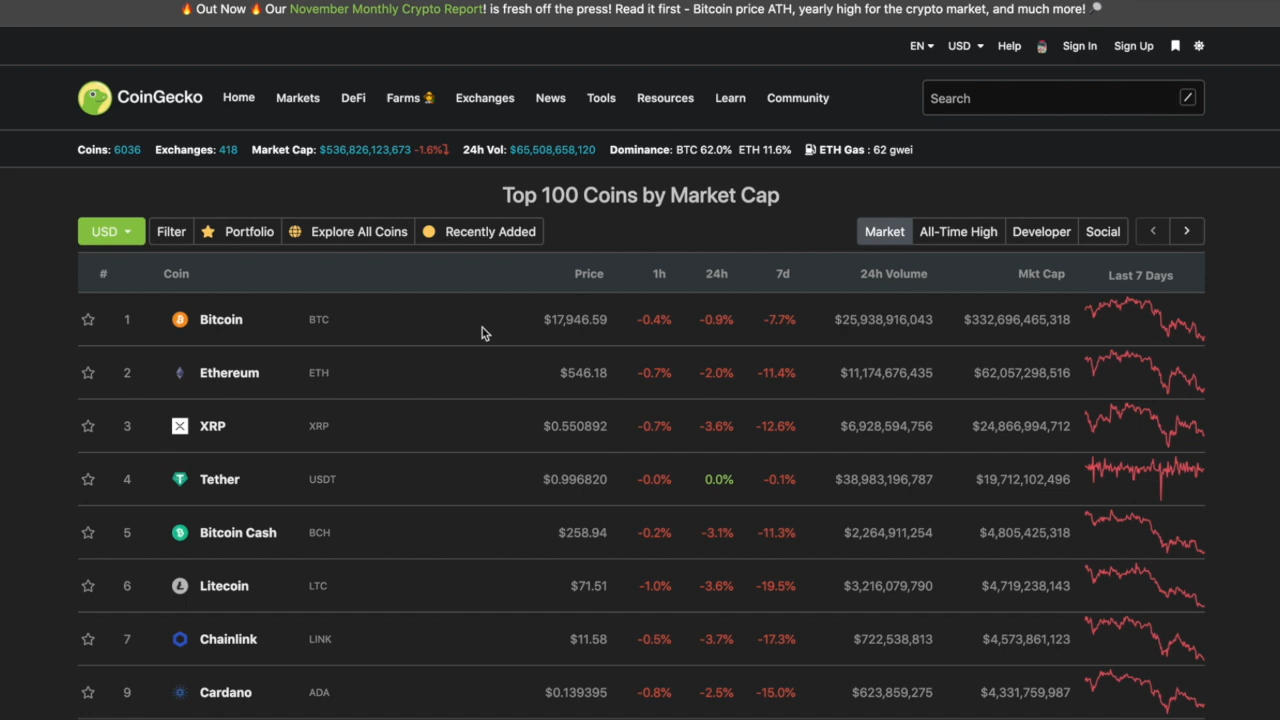 🔥 Out Now 🔥 Our November Monthly Crypto Report! is fresh off the press! Read it first - Bitcoin price ATH, yearly high for the crypto market, and much more!
EN USD Help Sign In Sign Up
CoinGecko Home Markets DeFi Farms Exchanges News Tools Resources Learn Community Search /
Coins: 6036 Exchanges: 418 Market Cap: $536,826,123,673 -1.6% 24h Vol: $65,508,658,120 Dominance: BTC 62.0% ETH 11.6% ETH Gas : 62 gwei
Top 100 Coins by Market Cap
USD Filter Portfolio Explore All Coins Recently Added Market All-Time High Developer Social < >
# Coin Price 1h 24h 7d 24h Volume Mkt Cap Last 7 Days
1 Bitcoin BTC $17,946.59 -0.4% -0.9% -7.7% $25,938,916,043 $332,696,465,318
2 Ethereum ETH $546.18 -0.7% -2.0% -11.4% $11,174,676,435 $62,057,298,516
3 XRP XRP $0.550892 -0.7% -3.6% -12.6% $6,928,594,756 $24,866,994,712
4 Tether USDT $0.996820 -0.0% 0.0% -0.1% $38,983,196,787 $19,712,102,496
5 Bitcoin Cash BCH $258.94 -0.2% -3.1% -11.3% $2,264,911,254 $4,805,425,318
6 Litecoin LTC $71.51 -1.0% -3.6% -19.5% $3,216,079,790 $4,719,238,143
7 Chainlink LINK $11.58 -0.5% -3.7% -17.3% $722,538,813 $4,573,861,123
9 Cardano ADA $0.139395 -0.8% -2.5% -15.0% $623,859,275 $4,331,759,987